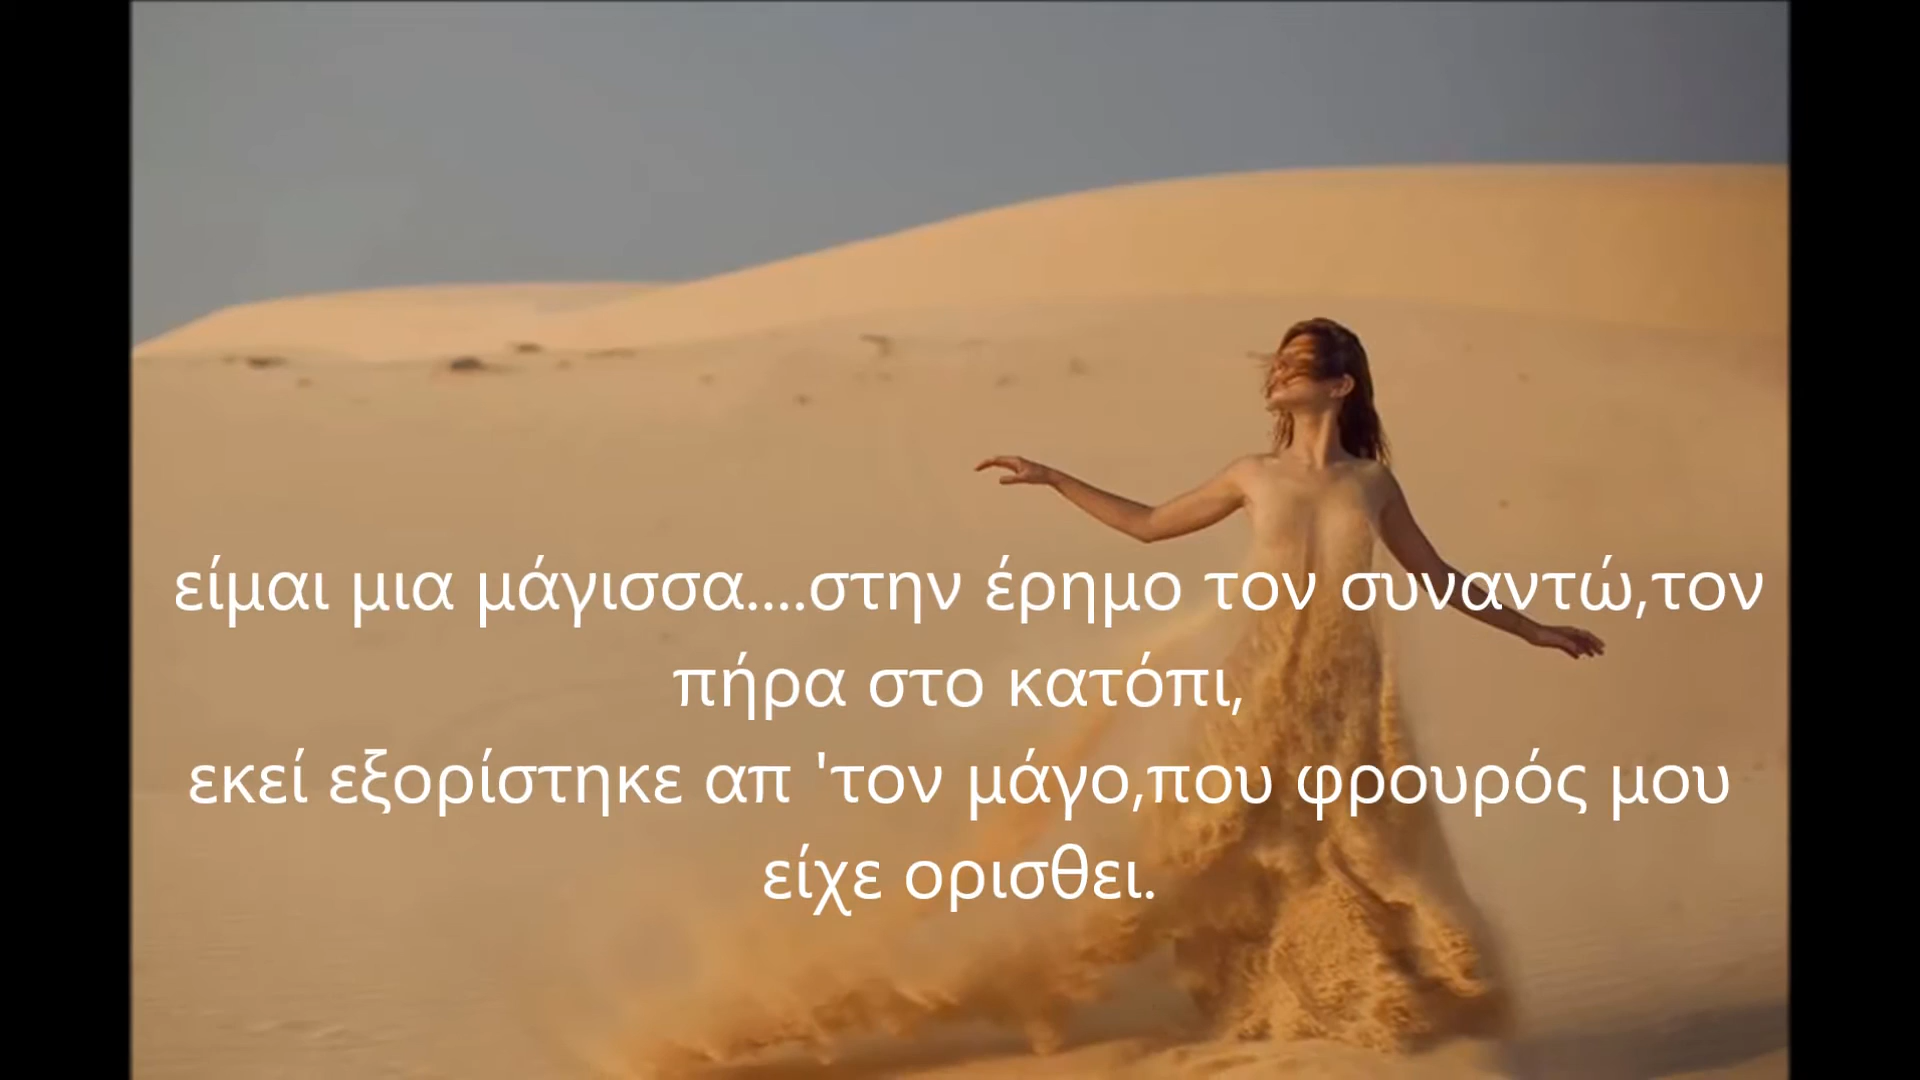 είμαι μια μάγισσα....στην έρημο τον συναντώ,τον
πήρα στο κατόπι,
εκεί εξορίστηκε απ 'τον μάγο,που φρουρός μου
είχε ορισθει.